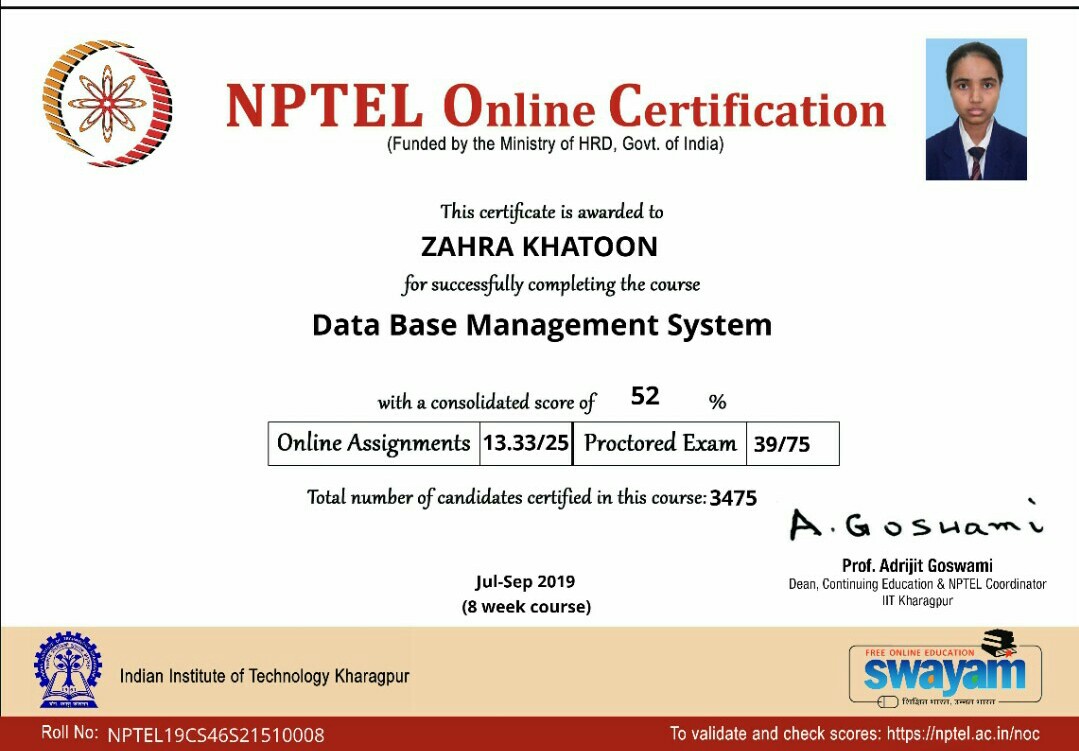 NPTEL Online Certification
(Funded by the Ministry of HRD, Govt. of India)
This certificate is awarded to
ZAHRA KHATOON
for successfully completing the course
Data Base Management System
with a consolidated score of 52 %
Online Assignments 13.33/25 Proctored Exam 39/75
Total number of candidates certified in this course: 3475
A. Goswami
Prof. Adrijit Goswami
Dean, Continuing Education & NPTEL Coordinator
IIT Kharagpur
Jul-Sep 2019
(8 week course)
Indian Institute of Technology Kharagpur
FREE ONLINE EDUCATION
swayam
शिक्षित भारत, उन्नत भारत
Roll No: NPTEL19CS46S21510008
To validate and check scores: https://nptel.ac.in/noc